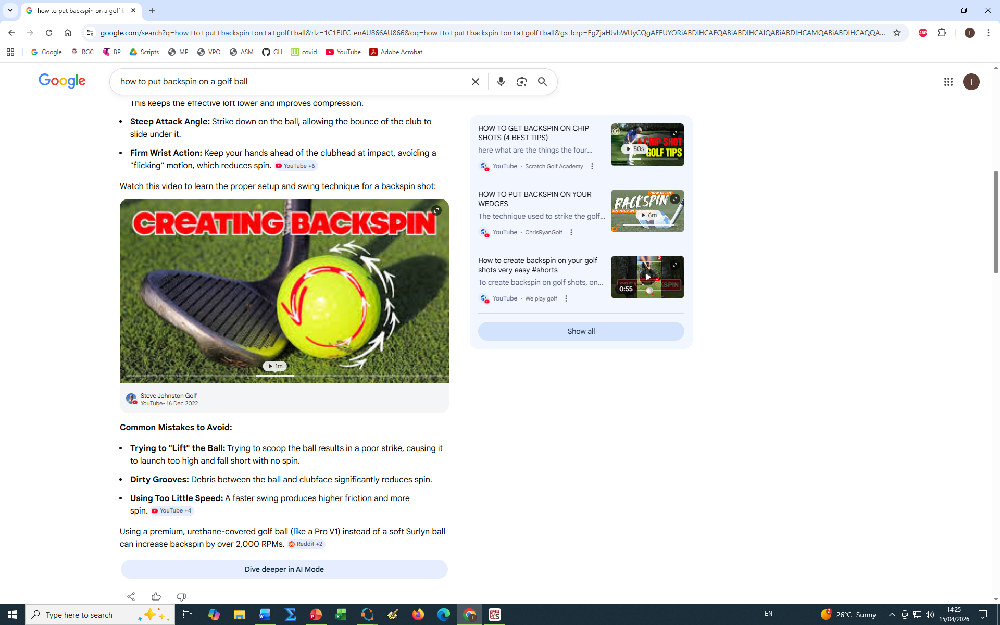 how to put backspin on a golf b
google.com/search?q=how+to+put+backspin+on+a+golf+ball&rlz=1C1EJFC_enAU866AU866&oq=how+to+put+backspin+on+a+golf+ball&gs_lcrp=EgZjaHJvbWUyCQgAEEUYORiABDIHCAEQABiABDIHCAIQABiABDIHCAMQABiABDIHCAQQA...
ABP
I
Google
RGC
BP
Scripts
MP
VPO
ASM
GH
covid
YouTube
Adobe Acrobat
Google
how to put backspin on a golf ball
I
This keeps the effective loft lower and improves compression.
• Steep Attack Angle: Strike down on the ball, allowing the bounce of the club to
slide under it.
• Firm Wrist Action: Keep your hands ahead of the clubhead at impact, avoiding a
"flicking" motion, which reduces spin. YouTube +6
Watch this video to learn the proper setup and swing technique for a backspin shot:
CREATING BACKSPIN
1m
Steve Johnston Golf
YouTube• 16 Dec 2022
Common Mistakes to Avoid:
• Trying to "Lift" the Ball: Trying to scoop the ball results in a poor strike, causing it
to launch too high and fall short with no spin.
• Dirty Grooves: Debris between the ball and clubface significantly reduces spin.
• Using Too Little Speed: A faster swing produces higher friction and more
spin. YouTube +4
Using a premium, urethane-covered golf ball (like a Pro V1) instead of a soft Surlyn ball
can increase backspin by over 2,000 RPMs. Reddit +2
Dive deeper in AI Mode
HOW TO GET BACKSPIN ON CHIP
SHOTS (4 BEST TIPS)
here what are the things the four...
YouTube · Scratch Golf Academy
4 CHIP SHOT
GOLF TIPS
50s
HOW TO PUT BACKSPIN ON YOUR
WEDGES
The technique used to strike the golf...
YouTube · ChrisRyanGolf
HOW TO PUT
BACKSPIN
ON YOUR WEDGES
6m
How to create backspin on your golf
shots very easy #shorts
To create backspin on golf shots, on...
YouTube · We play golf
0:55
Show all
Type here to search
EN
2
26°C Sunny
14:25
15/04/2026